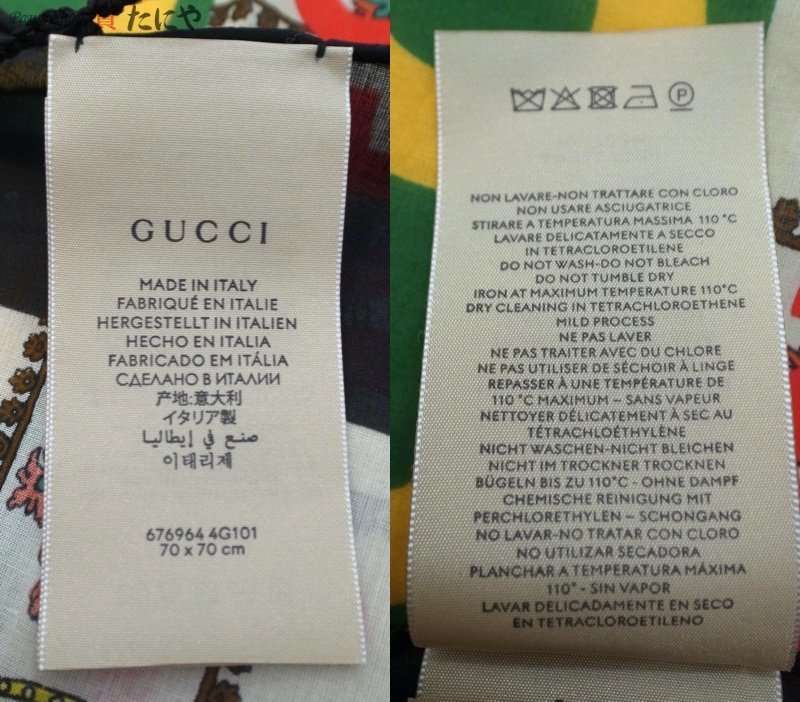 質 たにや
GUCCI
MADE IN ITALY
FABRIQUÉ EN ITALIE
HERGESTELLT IN ITALIEN
HECHO EN ITALIA
FABRICADO EM ITÁLIA
СДЕЛАНО В ИТАЛИИ
产地:意大利
イタリア製
صنع في إيطاليا
이태리제
676964 4G101
70 x 70 cm
P
NON LAVARE-NON TRATTARE CON CLORO
NON USARE ASCIUGATRICE
STIRARE A TEMPERATURA MASSIMA 110 °C
LAVARE DELICATAMENTE A SECCO
IN TETRACLOROETILENE
DO NOT WASH-DO NOT BLEACH
DO NOT TUMBLE DRY
IRON AT MAXIMUM TEMPERATURE 110°C
DRY CLEANING IN TETRACHLOROETHENE
MILD PROCESS
NE PAS LAVER
NE PAS TRAITER AVEC DU CHLORE
NE PAS UTILISER DE SÉCHOIR À LINGE
REPASSER À UNE TEMPÉRATURE DE
110 °C MAXIMUM – SANS VAPEUR
NETTOYER DÉLICATEMENT À SEC AU
TÉTRACHLOÉTHYLÈNE
NICHT WASCHEN-NICHT BLEICHEN
NICHT IM TROCKNER TROCKNEN
BÜGELN BIS ZU 110°C - OHNE DAMPF
CHEMISCHE REINIGUNG MIT
PERCHLORETHYLEN – SCHONGANG
NO LAVAR-NO TRATAR CON CLORO
NO UTILIZAR SECADORA
PLANCHAR A TEMPERATURA MÁXIMA
110° - SIN VAPOR
LAVAR DELICADAMENTE EN SECO
EN TETRACLOROETILENO